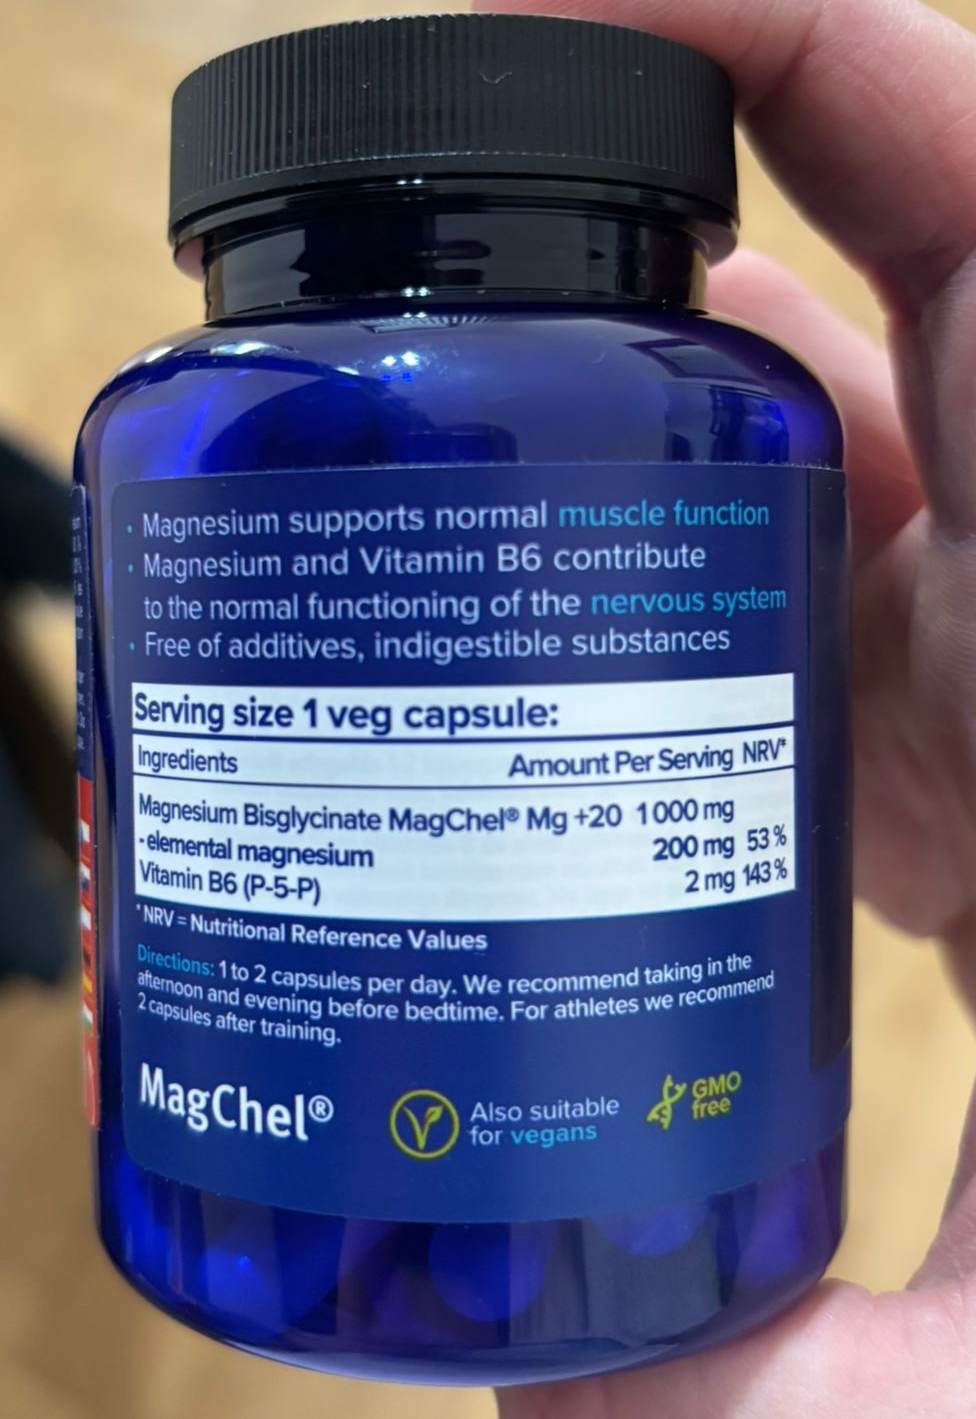 • Magnesium supports normal muscle function
• Magnesium and Vitamin B6 contribute
to the normal functioning of the nervous system
• Free of additives, indigestible substances
Serving size 1 veg capsule:
Ingredients Amount Per Serving NRV*
Magnesium Bisglycinate MagChel® Mg +20 1 000 mg
- elemental magnesium 200 mg 53 %
Vitamin B6 (P-5-P) 2 mg 143 %
*NRV = Nutritional Reference Values
Directions: 1 to 2 capsules per day. We recommend taking in the
afternoon and evening before bedtime. For athletes we recommend
2 capsules after training.
MagChel®
Also suitable
for vegans
GMO
free